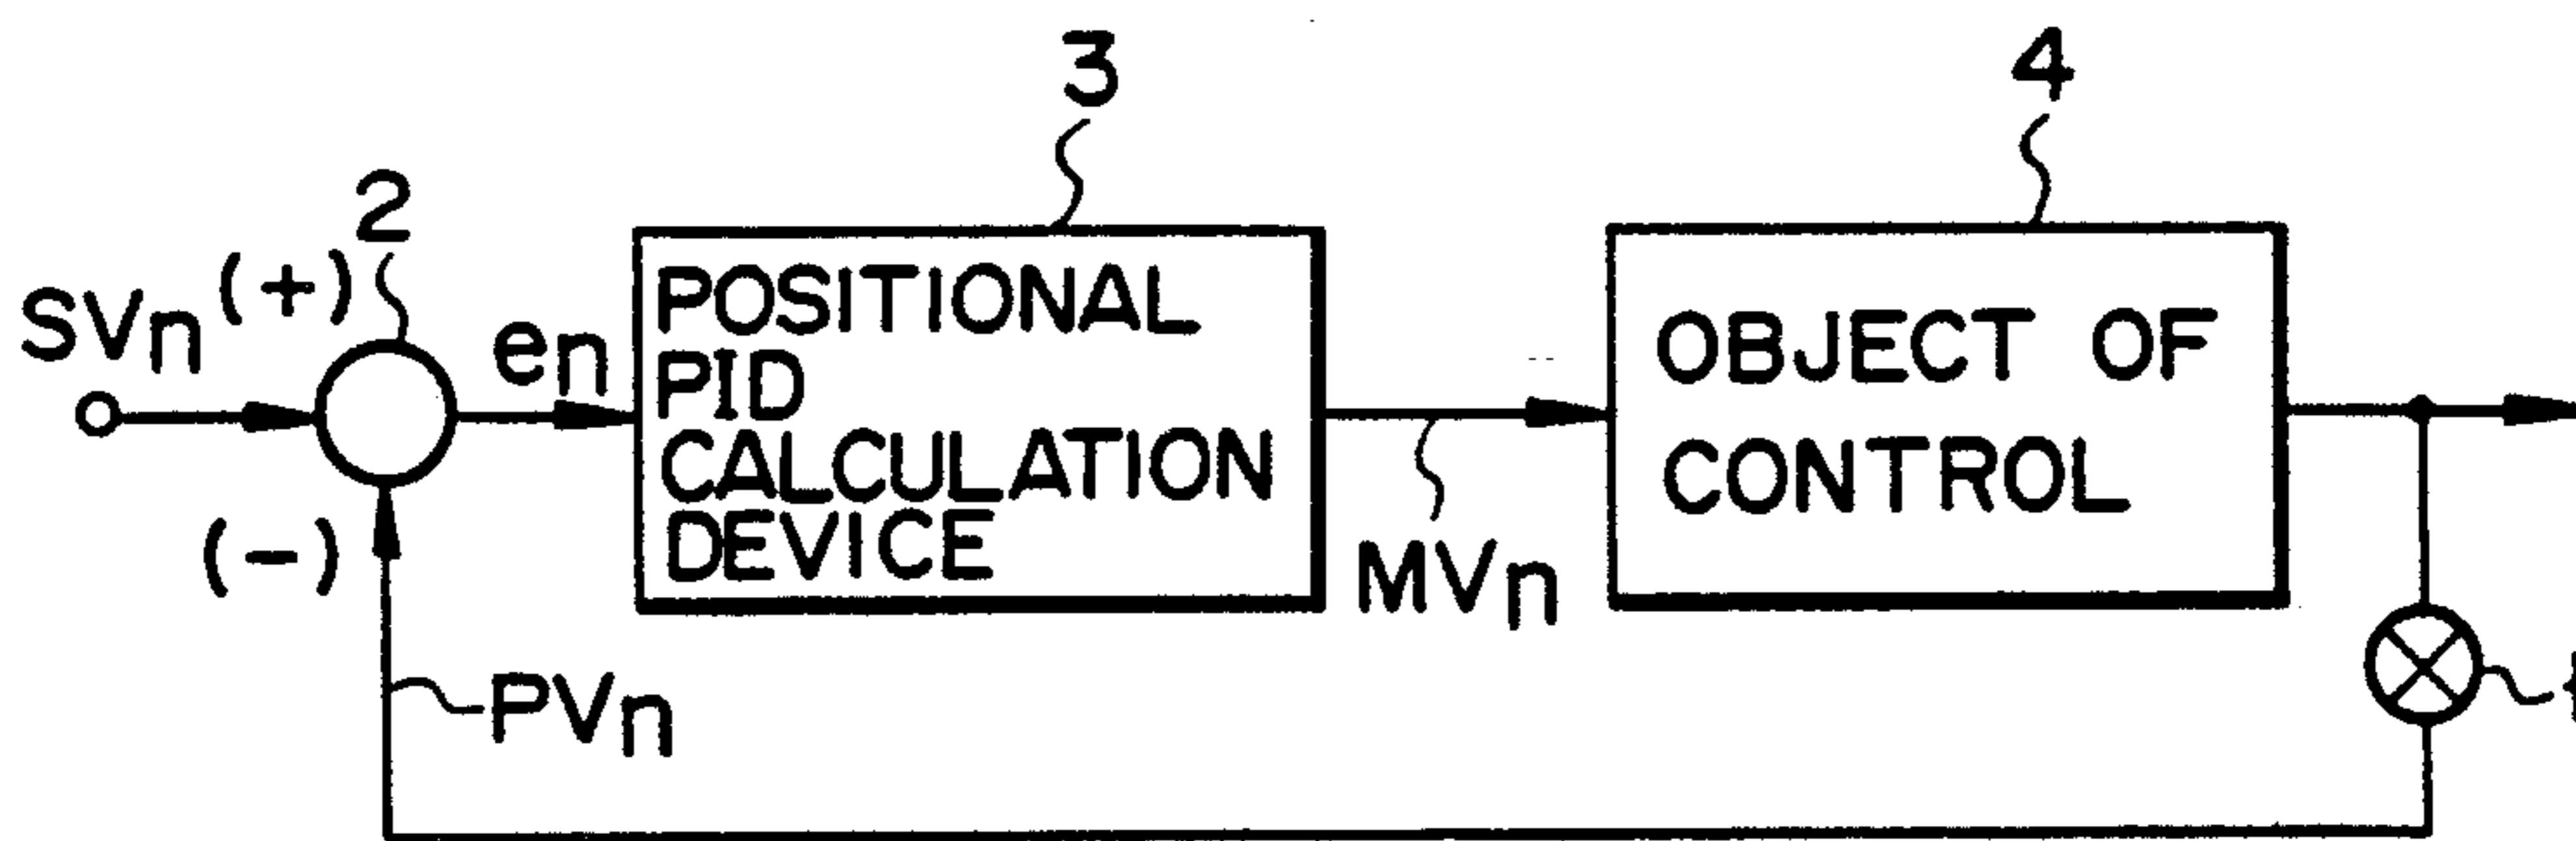 3
4
2
SVn (+)
en
POSITIONAL
PID
CALCULATION
DEVICE
OBJECT OF
CONTROL
(-)
MVn
PVn